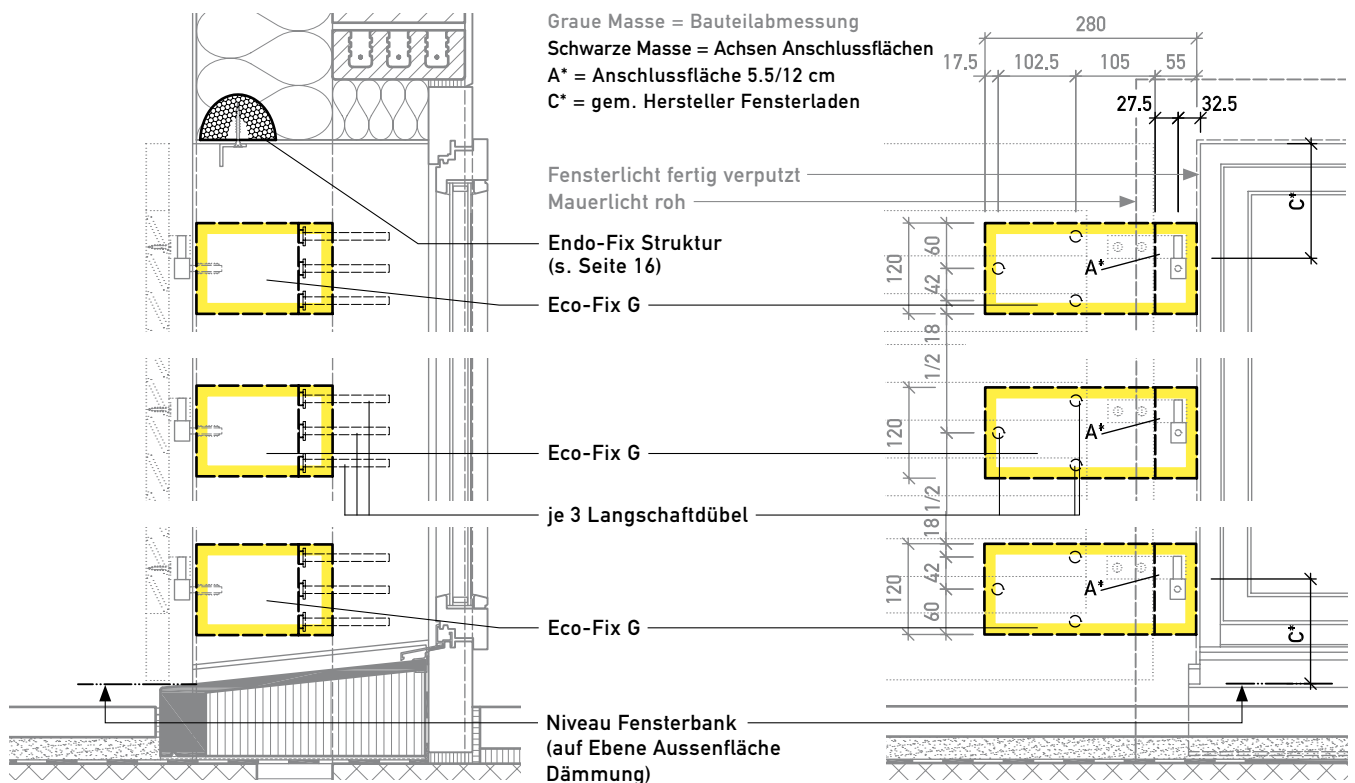 Graue Masse = Bauteilabmessung
Schwarze Masse = Achsen Anschlussflächen
A* = Anschlussfläche 5.5/12 cm
C* = gem. Hersteller Fensterladen
280
17.5 102.5 105 55
27.5 32.5
Fensterlicht fertig verputzt
Mauerlicht roh
C*
Endo-Fix Struktur
(s. Seite 16)
120
60
42
A*
Eco-Fix G
18
1/2
120
A*
Eco-Fix G
1/2
18
je 3 Langschaftdübel
120
42
60
A*
C*
Eco-Fix G
Niveau Fensterbank
(auf Ebene Aussenfläche
Dämmung)